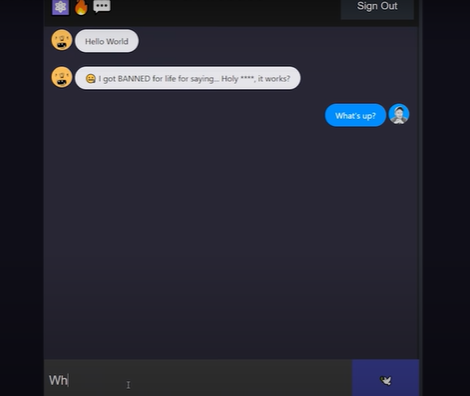 Sign Out
Hello World
🤬 I got BANNED for life for saying... Holy ****, it works?
What's up?
Wh